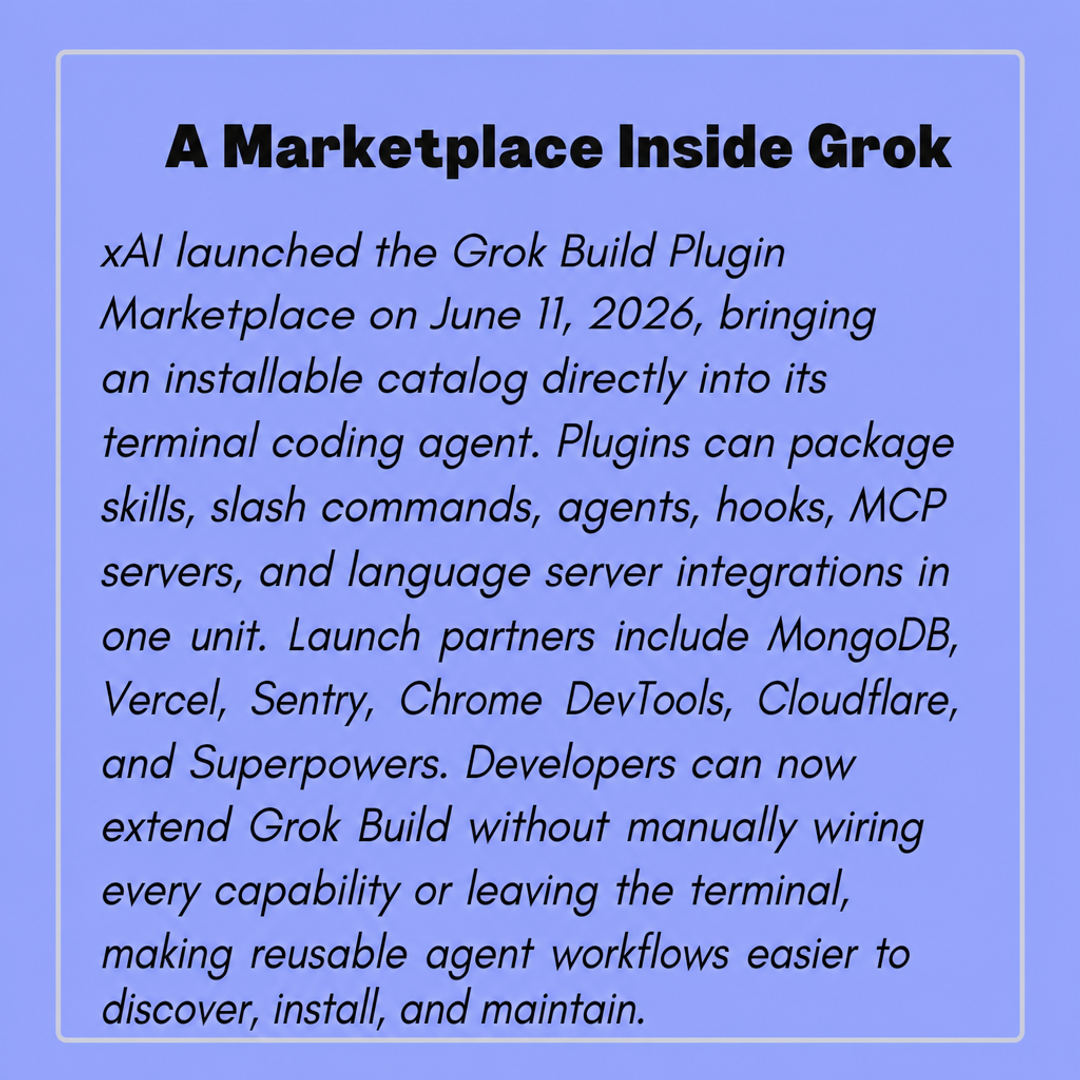 A Marketplace Inside Grok
xAI launched the Grok Build Plugin
Marketplace on June 11, 2026, bringing
an installable catalog directly into its
terminal coding agent. Plugins can package
skills, slash commands, agents, hooks, MCP
servers, and language server integrations in
one unit. Launch partners include MongoDB,
Vercel, Sentry, Chrome DevTools, Cloudflare,
and Superpowers. Developers can now
extend Grok Build without manually wiring
every capability or leaving the terminal,
making reusable agent workflows easier to
discover, install, and maintain.